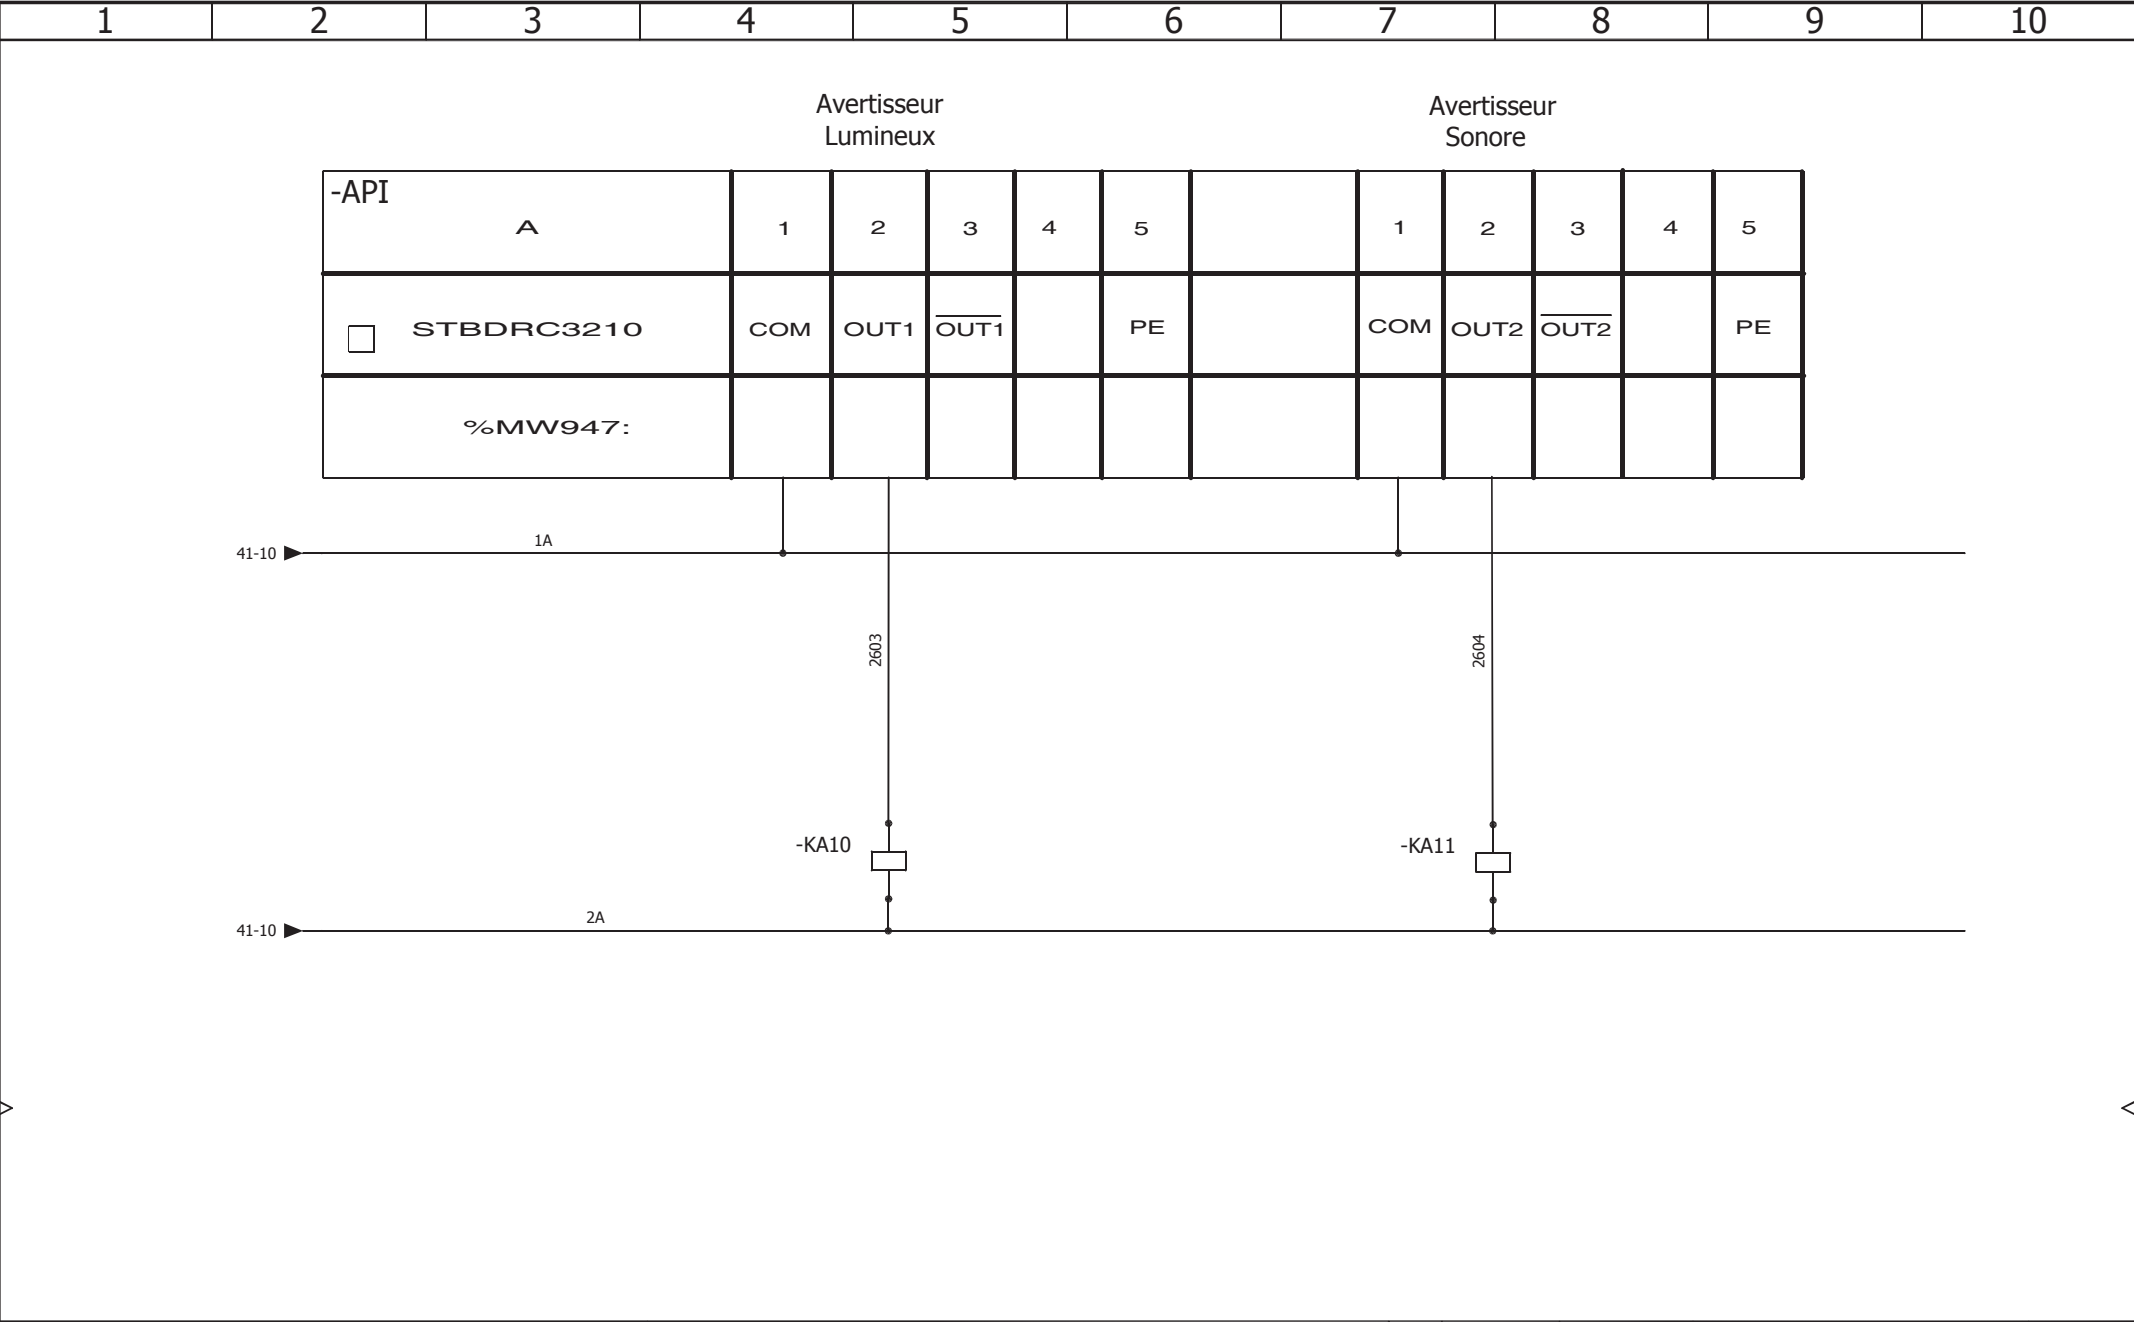 1 2 3 4 5 6 7 8 9 10
Avertisseur
Lumineux
Avertisseur
Sonore
-API
A 1 2 3 4 5 1 2 3 4 5
STBDRC3210 COM OUT1 OUT1 PE COM OUT2 OUT2 PE
%MW947:
41-10 1A
2603 2604
-KA10 -KA11
41-10 2A